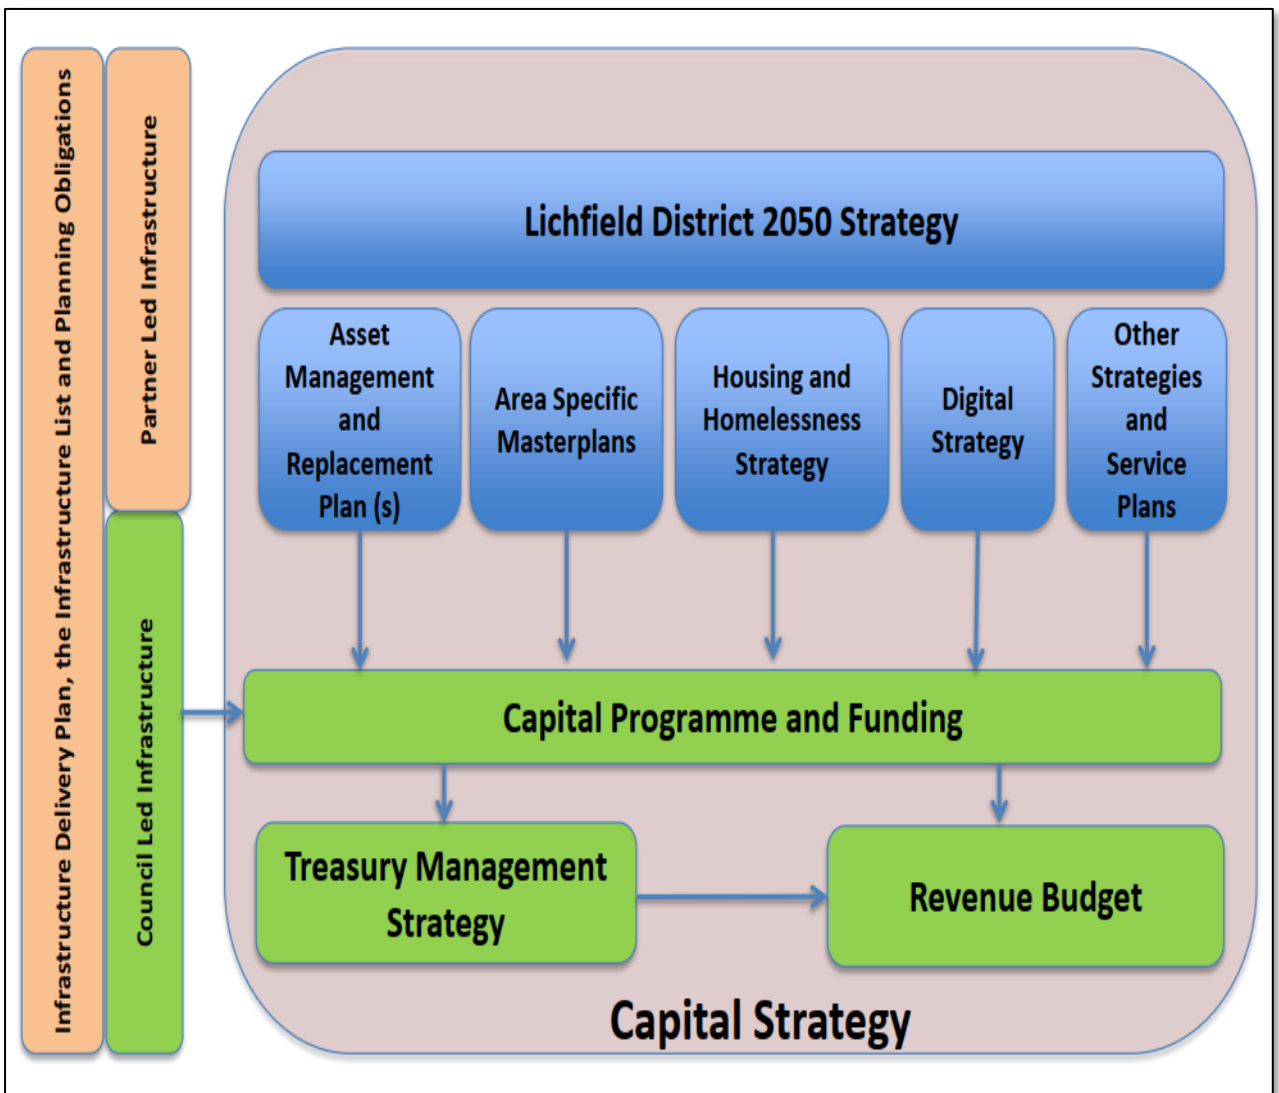 Infrastructure Delivery Plan, the Infrastructure List and Planning Obligations
Partner Led Infrastructure
Council Led Infrastructure
Lichfield District 2050 Strategy
Asset
Management
and
Replacement
Plan (s)
Area Specific
Masterplans
Housing and
Homelessness
Strategy
Digital
Strategy
Other
Strategies
and
Service
Plans
Capital Programme and Funding
Treasury Management
Strategy
Revenue Budget
Capital Strategy